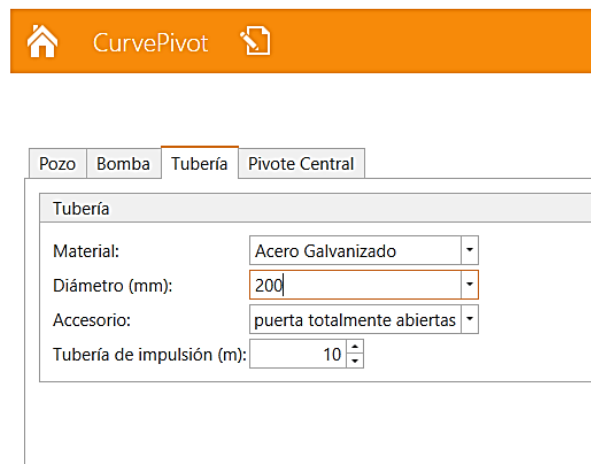 CurvePivot
Pozo Bomba Tubería Pivote Central
Tubería
Material: Acero Galvanizado
Diámetro (mm): 200
Accesorio: puerta totalmente abiertas
Tubería de impulsión (m): 10